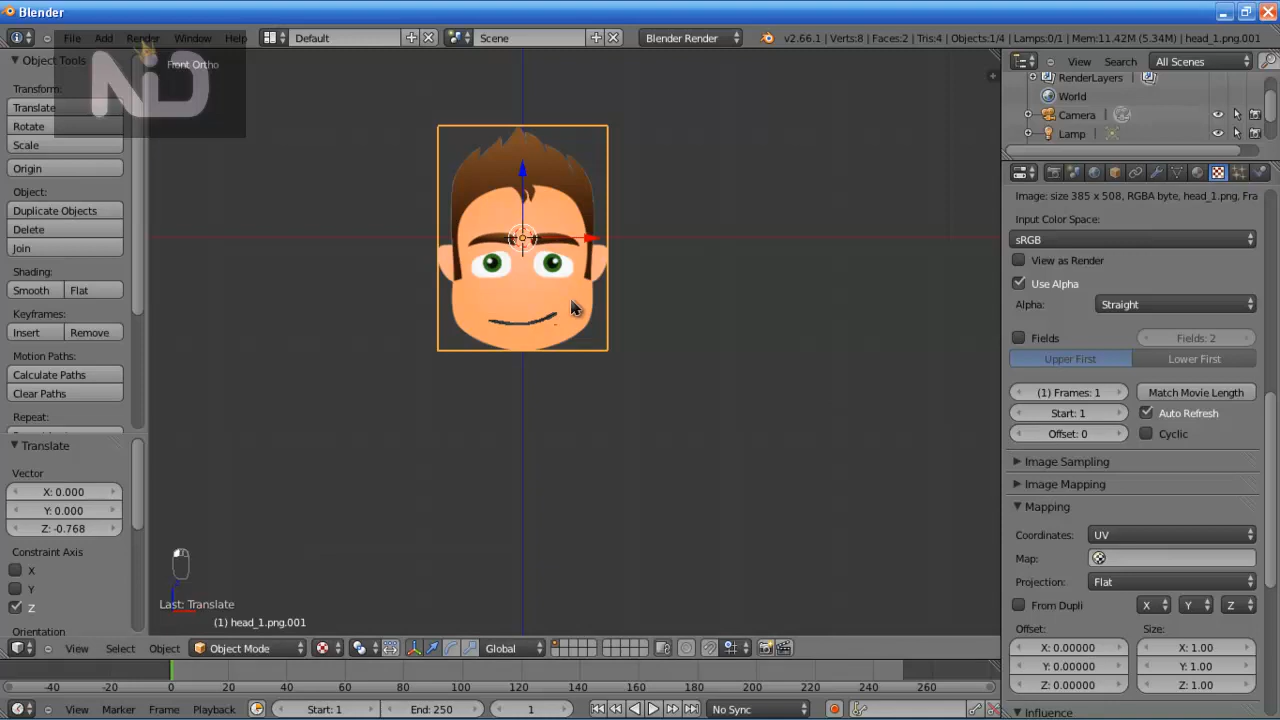 Blender
File Add Render Window Help Default Scene Blender Render v2.66.1 | Verts:8 | Faces:2 | Tris:4 | Objects:1/4 | Lamps:0/1 | Mem:11.42M (5.34M) | head_1.png.001
NiD
Object Tools
Transform:
Translate
Rotate
Scale
Origin
Object:
Duplicate Objects
Delete
Join
Shading:
Smooth Flat
Keyframes:
Insert Remove
Motion Paths:
Calculate Paths
Clear Paths
Repeat:
Translate
Vector
X: 0.000
Y: 0.000
Z: -0.768
Constraint Axis
X
Y
Z
Orientation
Front Ortho
Last: Translate
(1) head_1.png.001
View Search All Scenes
RenderLayers
World
Camera
Lamp
Image: size 385 x 508, RGBA byte, head_1.png, Fra
Input Color Space:
sRGB
View as Render
Use Alpha
Alpha: Straight
Fields Fields: 2
Upper First Lower First
(1) Frames: 1 Match Movie Length
Start: 1 Auto Refresh
Offset: 0 Cyclic
Image Sampling
Image Mapping
Mapping
Coordinates: UV
Map:
Projection: Flat
From Dupli X Y Z
Offset: Size:
X: 0.00000 X: 1.00
Y: 0.00000 Y: 1.00
Z: 0.00000 Z: 1.00
Influence
View Select Object Object Mode Global
-40 -20 0 20 40 60 80 100 120 140 160 180 200 220 240 260
View Marker Frame Playback Start: 1 End: 250 1 No Sync